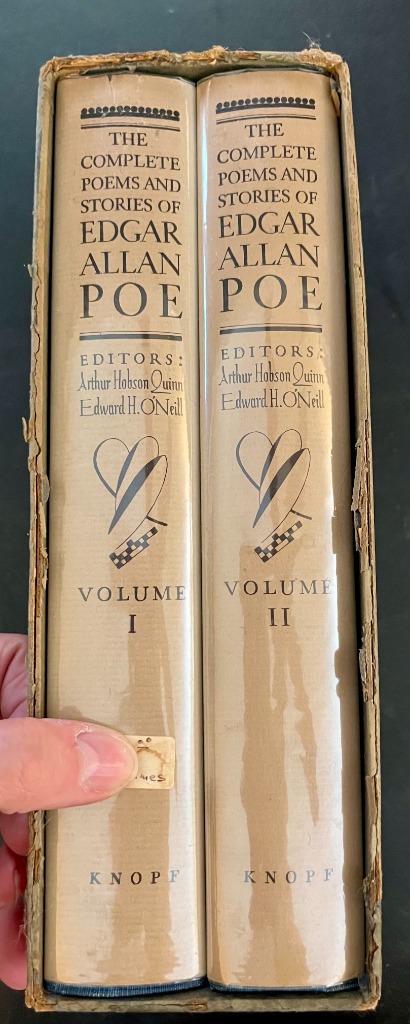 THE
COMPLETE
POEMS AND
STORIES OF
EDGAR
ALLAN
POE
EDITORS:
Arthur Hobson Quinn
Edward H. O'Neill
VOLUME
I
KNOPF
THE
COMPLETE
POEMS AND
STORIES OF
EDGAR
ALLAN
POE
EDITORS:
Arthur Hobson Quinn
Edward H. O'Neill
VOLUME
II
KNOPF